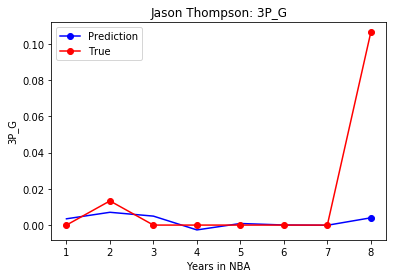 Jason Thompson: 3P_G
Prediction
True
3P_G
0.10
0.08
0.06
0.04
0.02
0.00
1 2 3 4 5 6 7 8
Years in NBA